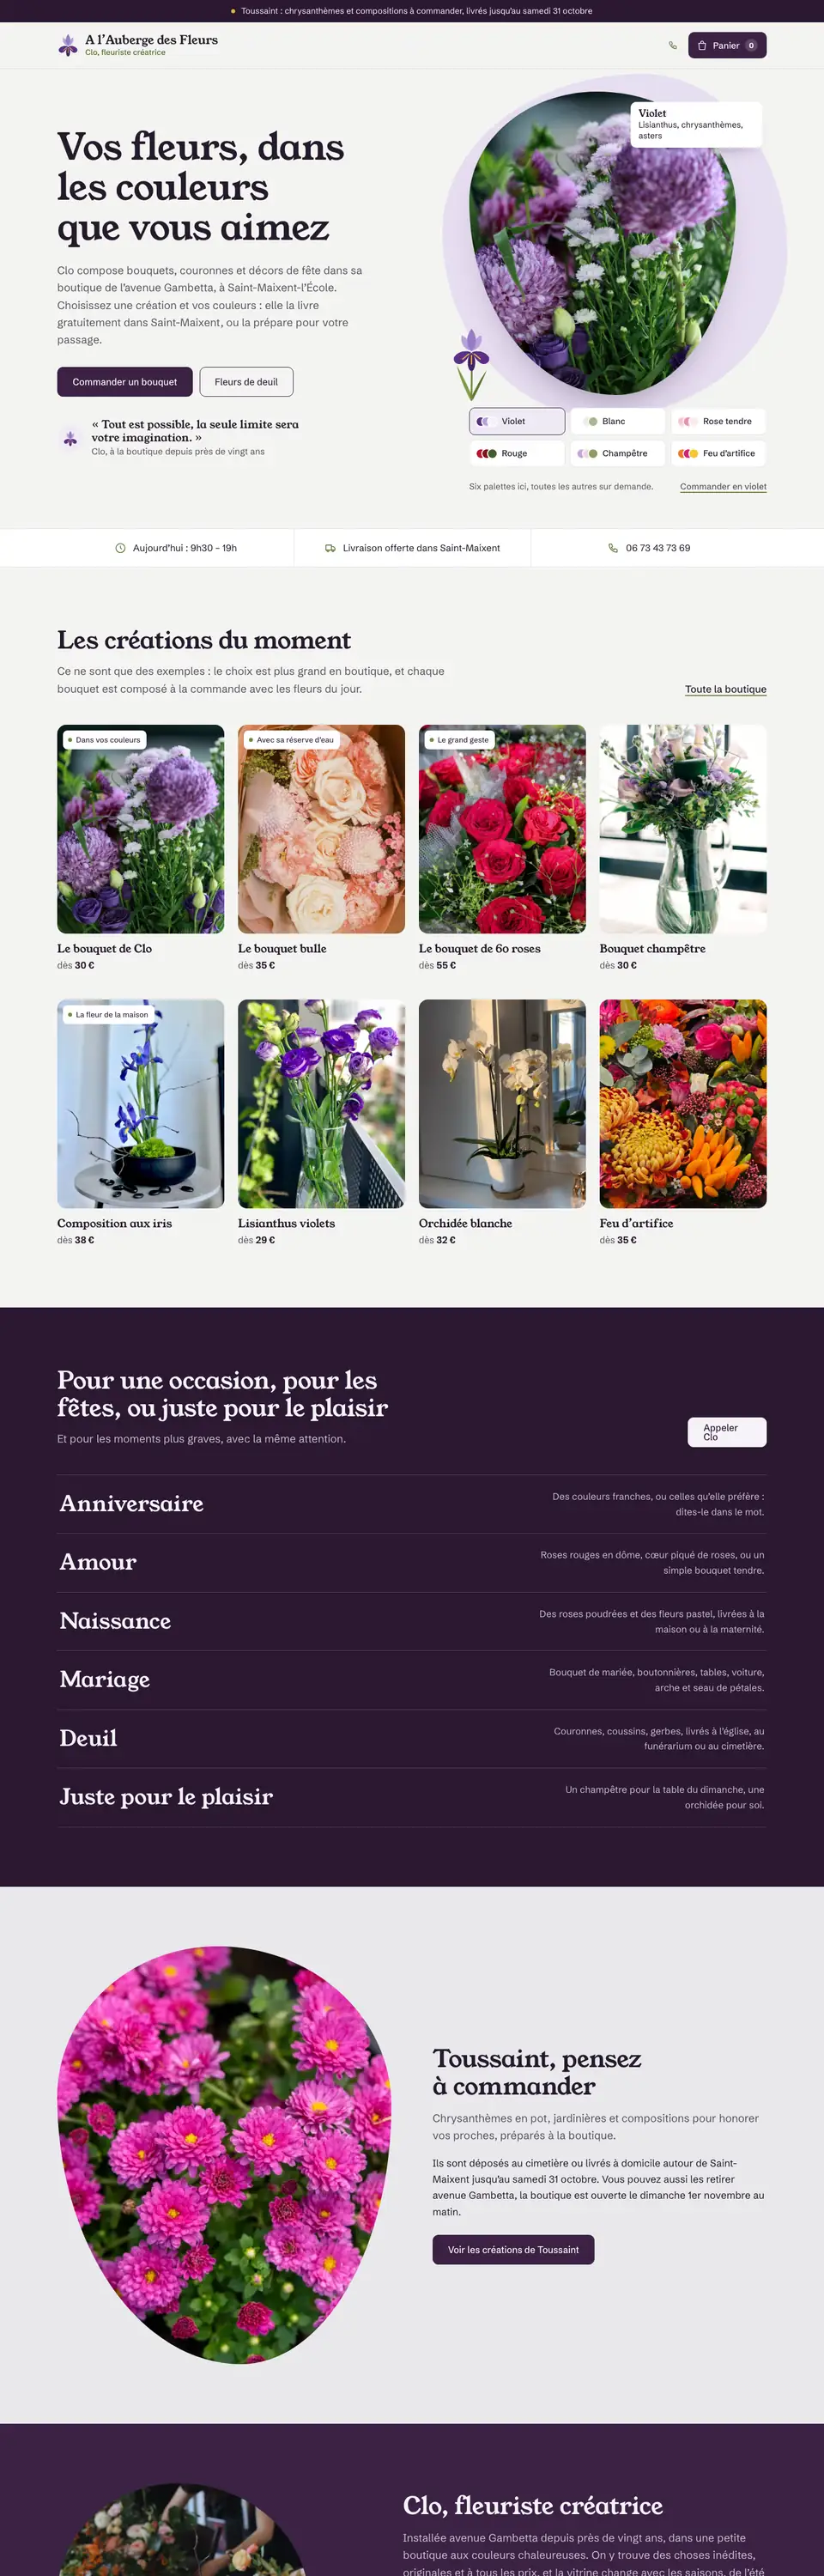 Toussaint : chrysanthèmes et compositions à commander, livrés jusqu'au samedi 31 octobre
A l'Auberge des Fleurs
Clo, fleuriste créatrice
Panier 0
Vos fleurs, dans
les couleurs
que vous aimez
Clo compose bouquets, couronnes et décors de fête dans sa
boutique de l'avenue Gambetta, à Saint-Maixent-l'École.
Choisissez une création et vos couleurs : elle la livre
gratuitement dans Saint-Maixent, ou la prépare pour votre
passage.
Commander un bouquet
Fleurs de deuil
« Tout est possible, la seule limite sera
votre imagination. »
Clo, à la boutique depuis près de vingt ans
Violet
Lisianthus, chrysanthèmes,
asters
Violet
Blanc
Rose tendre
Rouge
Champêtre
Feu d'artifice
Six palettes ici, toutes les autres sur demande.
Commander en violet
Aujourd'hui : 9h30 – 19h
Livraison offerte dans Saint-Maixent
06 73 43 73 69
Les créations du moment
Ce ne sont que des exemples : le choix est plus grand en boutique, et chaque
bouquet est composé à la commande avec les fleurs du jour.
Toute la boutique
Dans vos couleurs
Avec sa réserve d'eau
Le grand geste
Le bouquet de Clo
dès 30 €
Le bouquet bulle
dès 35 €
Le bouquet de 60 roses
dès 55 €
Bouquet champêtre
dès 30 €
La fleur de la maison
Composition aux iris
dès 38 €
Lisianthus violets
dès 29 €
Orchidée blanche
dès 32 €
Feu d'artifice
dès 35 €
Pour une occasion, pour les
fêtes, ou juste pour le plaisir
Et pour les moments plus graves, avec la même attention.
Appeler
Clo
Anniversaire
Des couleurs franches, ou celles qu'elle préfère :
dites-le dans le mot.
Amour
Roses rouges en dôme, cœur piqué de roses, ou un
simple bouquet tendre.
Naissance
Des roses poudrées et des fleurs pastel, livrées à la
maison ou à la maternité.
Mariage
Bouquet de mariée, boutonnières, tables, voiture,
arche et seau de pétales.
Deuil
Couronnes, coussins, gerbes, livrés à l'église, au
funérarium ou au cimetière.
Juste pour le plaisir
Un champêtre pour la table du dimanche, une
orchidée pour soi.
Toussaint, pensez
à commander
Chrysanthèmes en pot, jardinières et compositions pour honorer
vos proches, préparés à la boutique.
Ils sont déposés au cimetière ou livrés à domicile autour de Saint-
Maixent jusqu'au samedi 31 octobre. Vous pouvez aussi les retirer
avenue Gambetta, la boutique est ouverte le dimanche 1er novembre au
matin.
Voir les créations de Toussaint
Clo, fleuriste créatrice
Installée avenue Gambetta depuis près de vingt ans, dans une petite
boutique aux couleurs chaleureuses. On y trouve des choses inédites,
originales et à tous les prix, et la vitrine change avec les saisons, de l'été